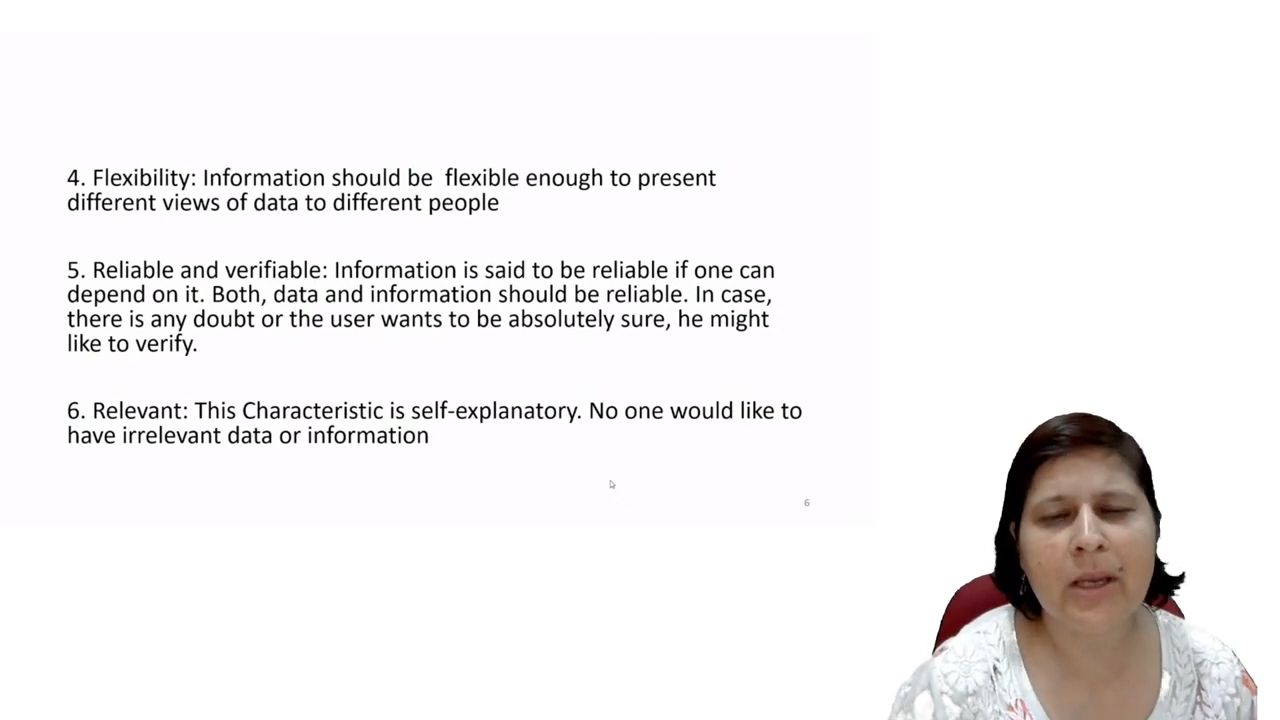 4. Flexibility: Information should be  flexible enough to present
different views of data to different people
5. Reliable and verifiable: Information is said to be reliable if one can
depend on it. Both, data and information should be reliable. In case,
there is any doubt or the user wants to be absolutely sure, he might
like to verify.
6. Relevant: This Characteristic is self-explanatory. No one would like to
have irrelevant data or information
6